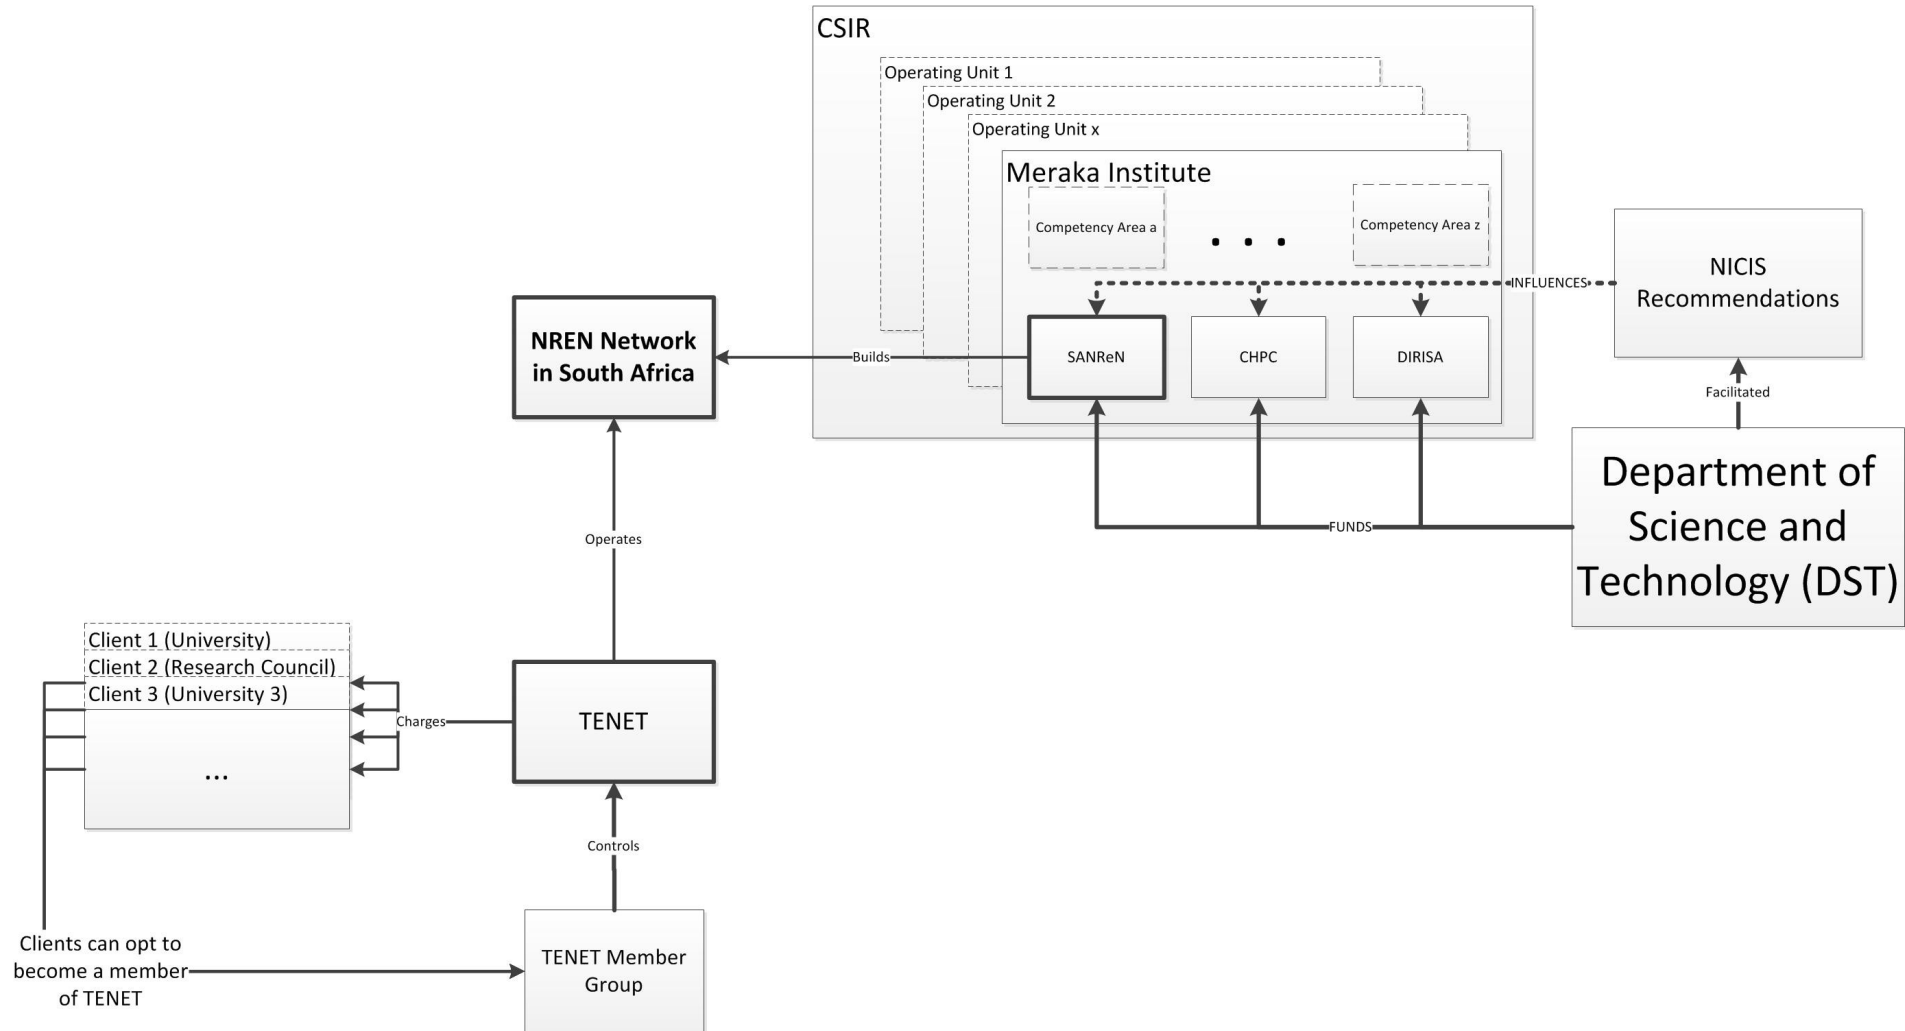 CSIR
Operating Unit 1
Operating Unit 2
Operating Unit x
Meraka Institute
Competency Area a
. . .
Competency Area z
NICIS
Recommendations
INFLUENCES
SANReN
CHPC
DIRISA
NREN Network
in South Africa
Builds
Facilitated
Department of
Science and
Technology (DST)
FUNDS
Operates
Client 1 (University)
Client 2 (Research Council)
Client 3 (University 3)
...
Charges
TENET
Controls
Clients can opt to
become a member
of TENET
TENET Member
Group